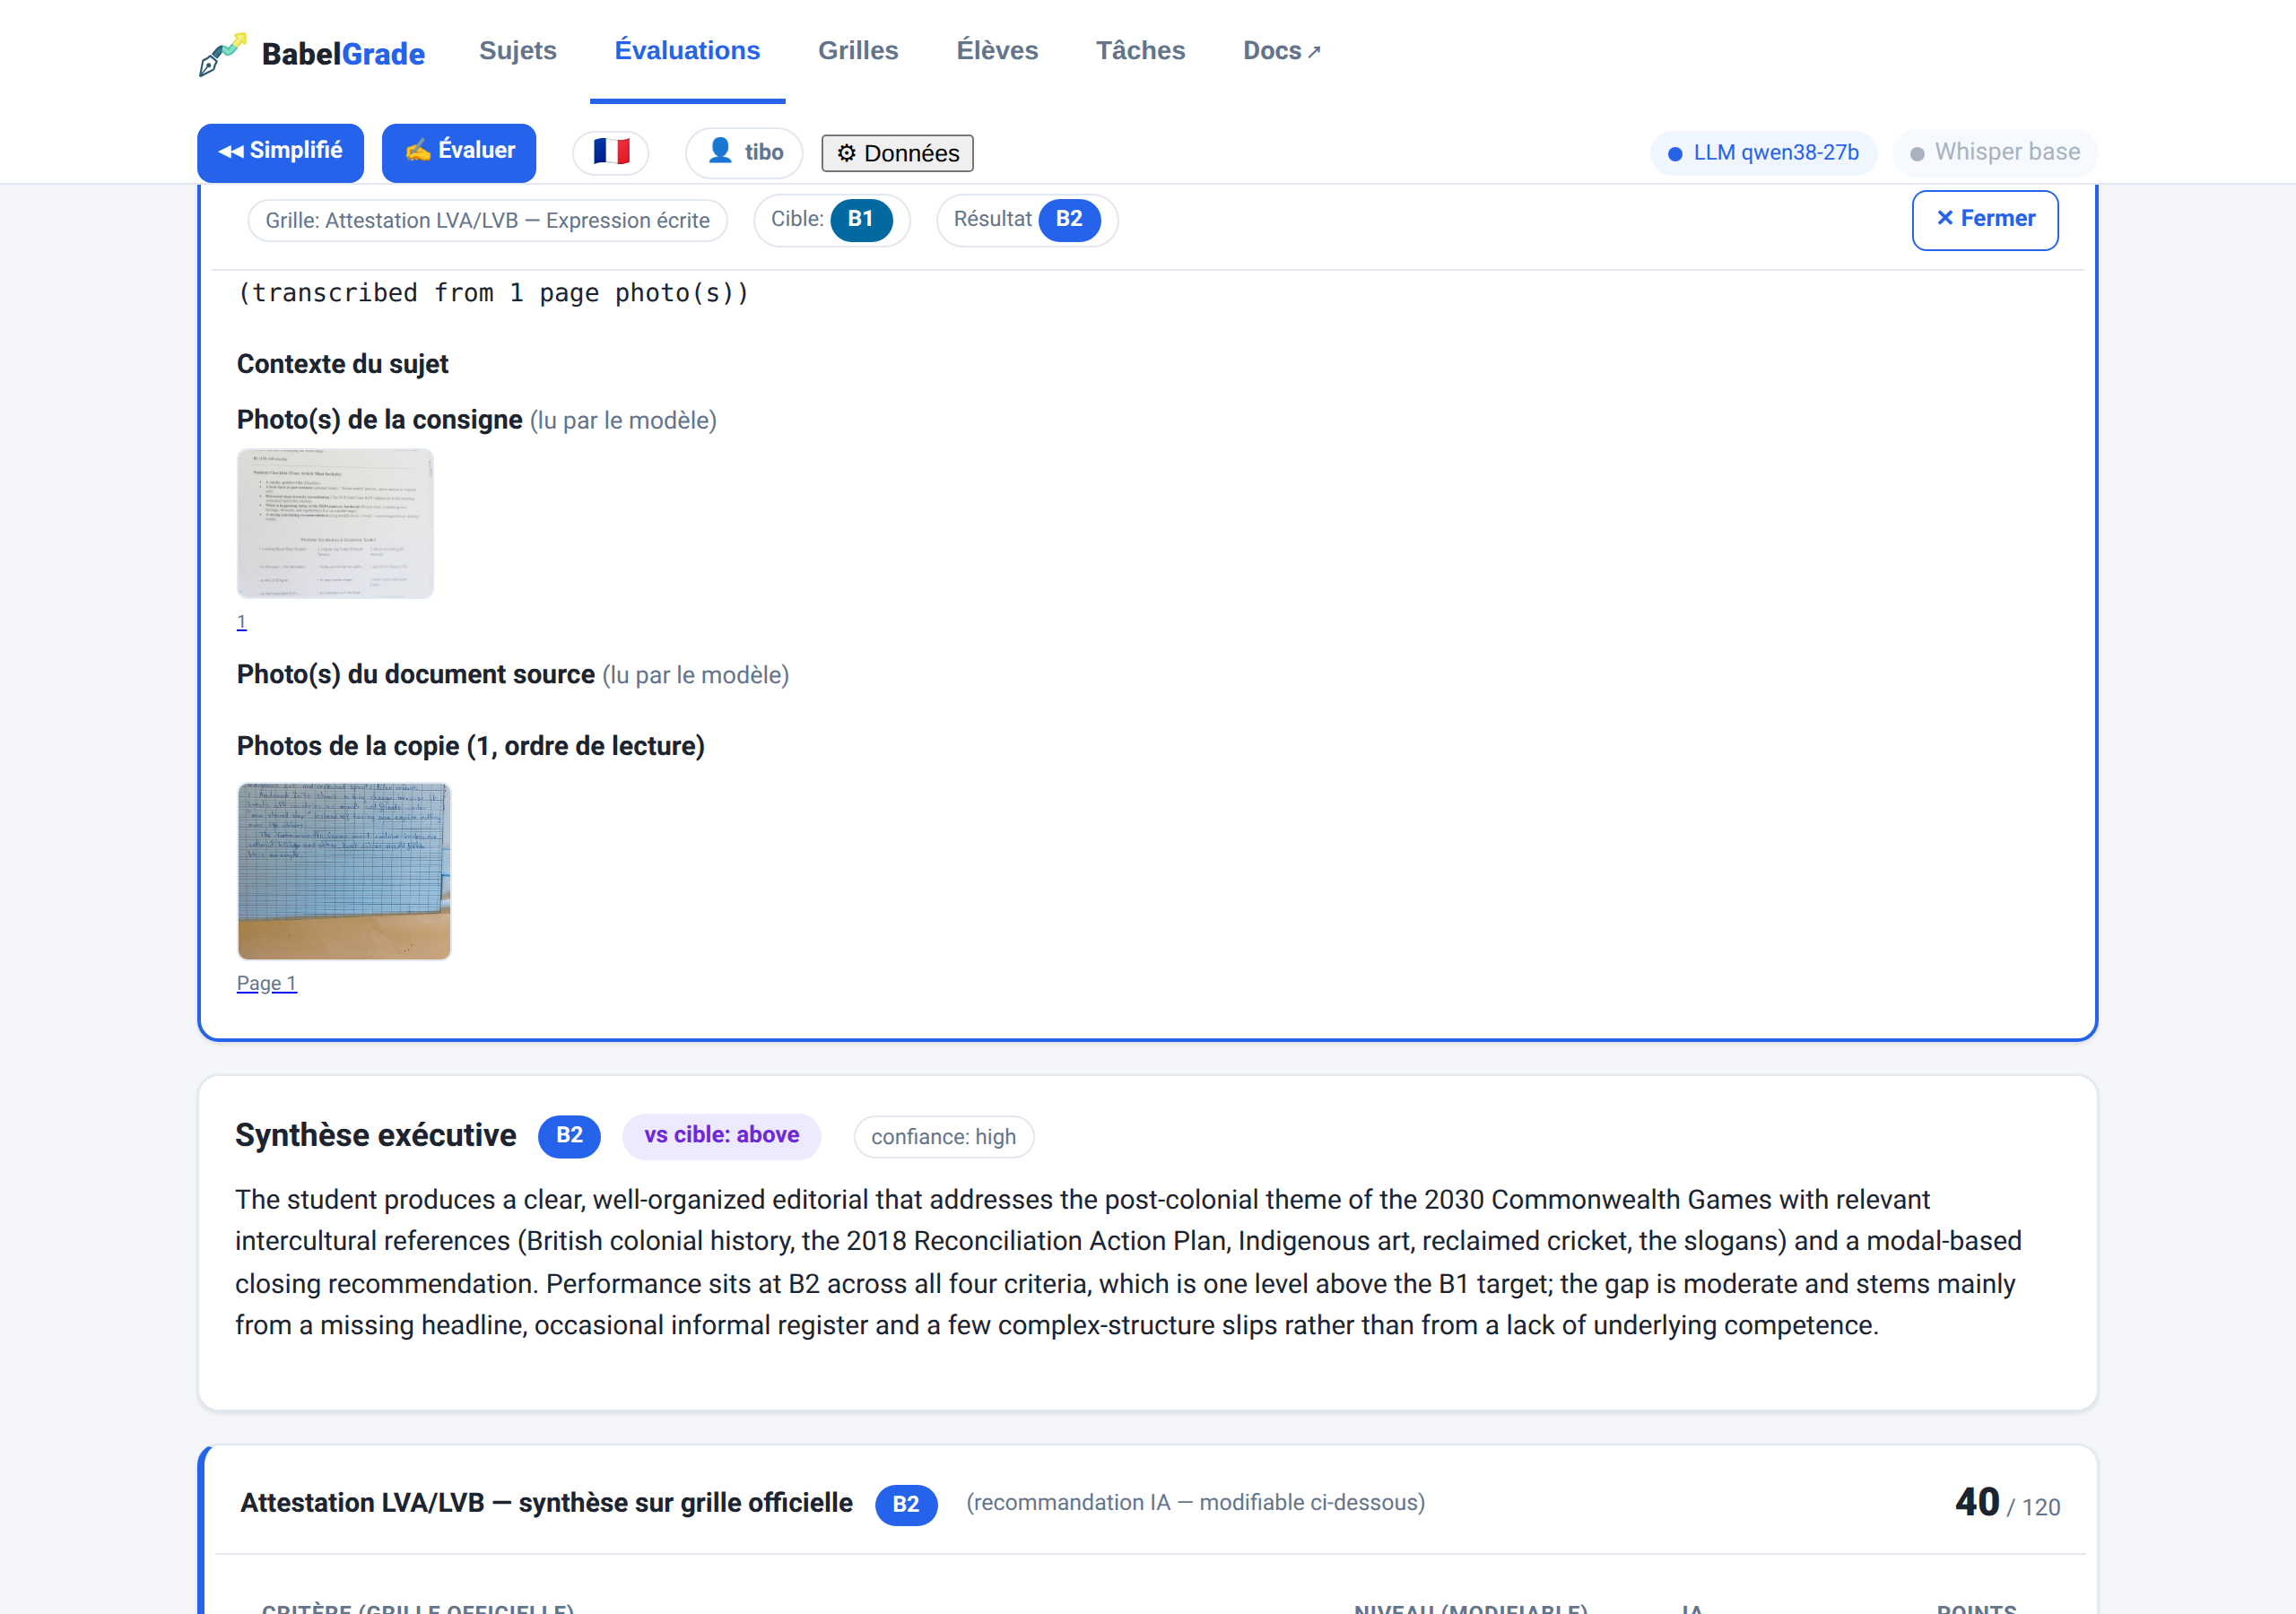 BabelGrade
Sujets
Évaluations
Grilles
Élèves
Tâches
Docs ↗
◀◀ Simplifié
✍ Évaluer
tibo
⚙ Données
LLM qwen38-27b
Whisper base
Grille: Attestation LVA/LVB — Expression écrite
Cible: B1
Résultat B2
✕ Fermer
(transcribed from 1 page photo(s))
Contexte du sujet
Photo(s) de la consigne (lu par le modèle)
1
Photo(s) du document source (lu par le modèle)
Photos de la copie (1, ordre de lecture)
Page 1
Synthèse exécutive B2 vs cible: above confiance: high
The student produces a clear, well-organized editorial that addresses the post-colonial theme of the 2030 Commonwealth Games with relevant
intercultural references (British colonial history, the 2018 Reconciliation Action Plan, Indigenous art, reclaimed cricket, the slogans) and a modal-based
closing recommendation. Performance sits at B2 across all four criteria, which is one level above the B1 target; the gap is moderate and stems mainly
from a missing headline, occasional informal register and a few complex-structure slips rather than from a lack of underlying competence.
Attestation LVA/LVB — synthèse sur grille officielle B2 (recommandation IA — modifiable ci-dessous) 40 / 120
CRITÈRE (GRILLE OFFICIELLE) NIVEAU (MODIFIABLE) IA POINTS